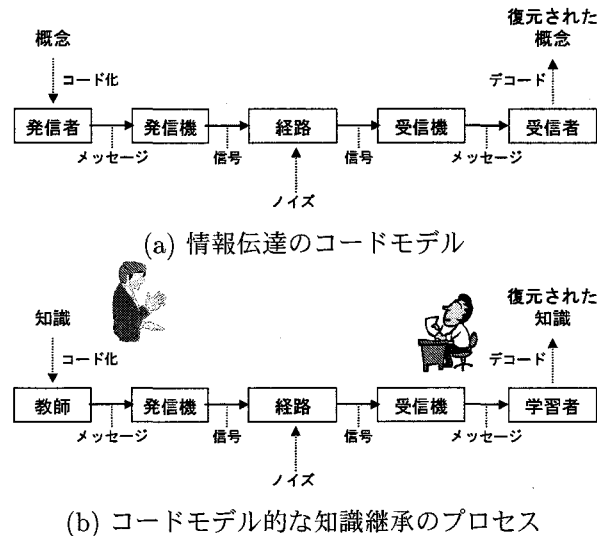 概念
復元された
概念
コード化
デコード
発信者 発信機 経路 受信機 受信者
メッセージ 信号 信号 メッセージ
ノイズ
(a) 情報伝達のコードモデル
知識
復元された
知識
コード化
デコード
教師 発信機 経路 受信機 学習者
メッセージ 信号 信号 メッセージ
ノイズ
(b) コードモデル的な知識継承のプロセス